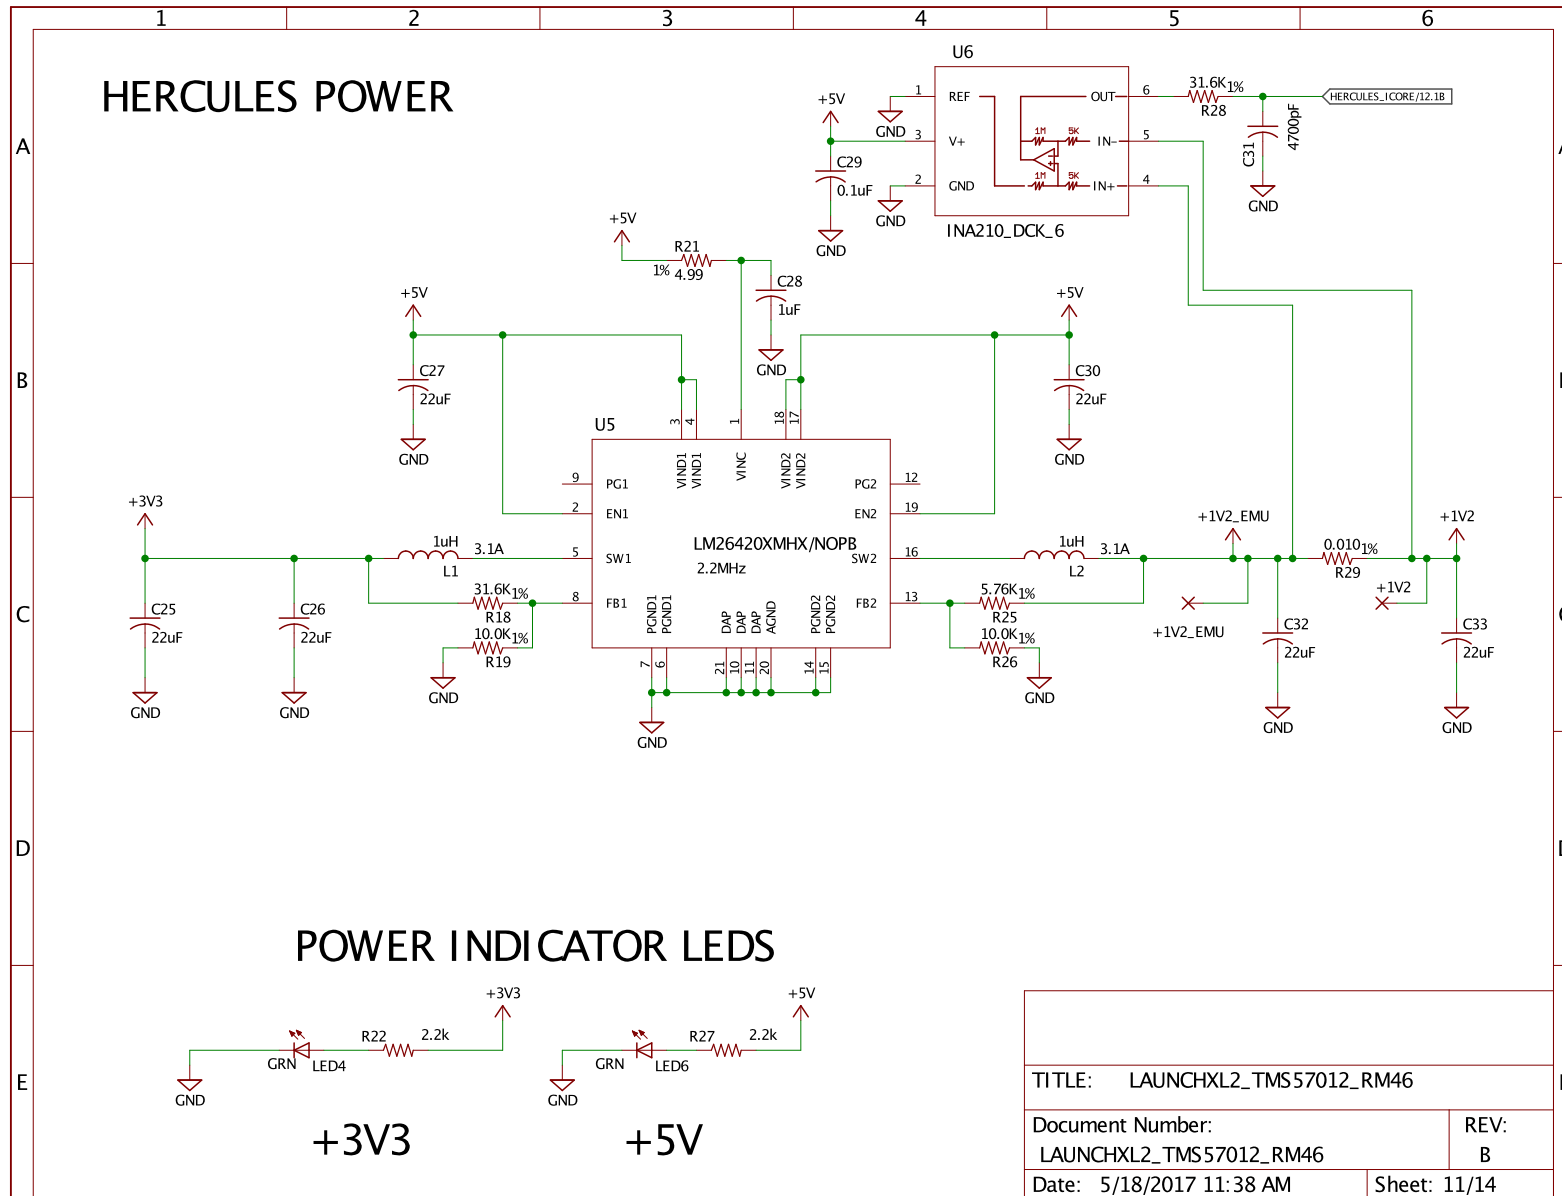 1 2 3 4 5 6
HERCULES POWER
U6
+5V
1 REF
GND
3 V+
2 GND
GND
C29
0.1uF
GND
1M 5K
1M 5K
OUT 6
IN- 5
IN+ 4
INA210_DCK_6
31.6K 1%
R28
HERCULES_ICORE/12.1B
C31
4700pF
GND
A
+5V
R21
1% 4.99
C28
1uF
GND
+5V
C27
22uF
GND
+5V
C30
22uF
GND
B
U5
3 4 1 18 17
VIND1 VIND1 VINC VIND2 VIND2
9 PG1
2 EN1
5 SW1
8 FB1
PG2 12
EN2 19
SW2 16
FB2 13
LM26420XMHX/NOPB
2.2MHz
PGND1 PGND1 DAP DAP DAP AGND PGND2 PGND2
7 6 21 10 11 20 14 15
GND
+3V3
1uH
3.1A
L1
31.6K 1%
R18
10.0K 1%
R19
GND
C25
22uF
GND
C26
22uF
GND
C
1uH
3.1A
L2
5.76K 1%
R25
10.0K 1%
R26
GND
+1V2_EMU
+1V2_EMU
0.010 1%
R29
+1V2
+1V2
C32
22uF
GND
C33
22uF
GND
D
POWER INDICATOR LEDS
+3V3
R22 2.2k
GRN LED4
GND
+3V3
+5V
R27 2.2k
GRN LED6
GND
+5V
E
TITLE: LAUNCHXL2_TMS57012_RM46
Document Number:
LAUNCHXL2_TMS57012_RM46
REV:
B
Date: 5/18/2017 11:38 AM
Sheet: 11/14